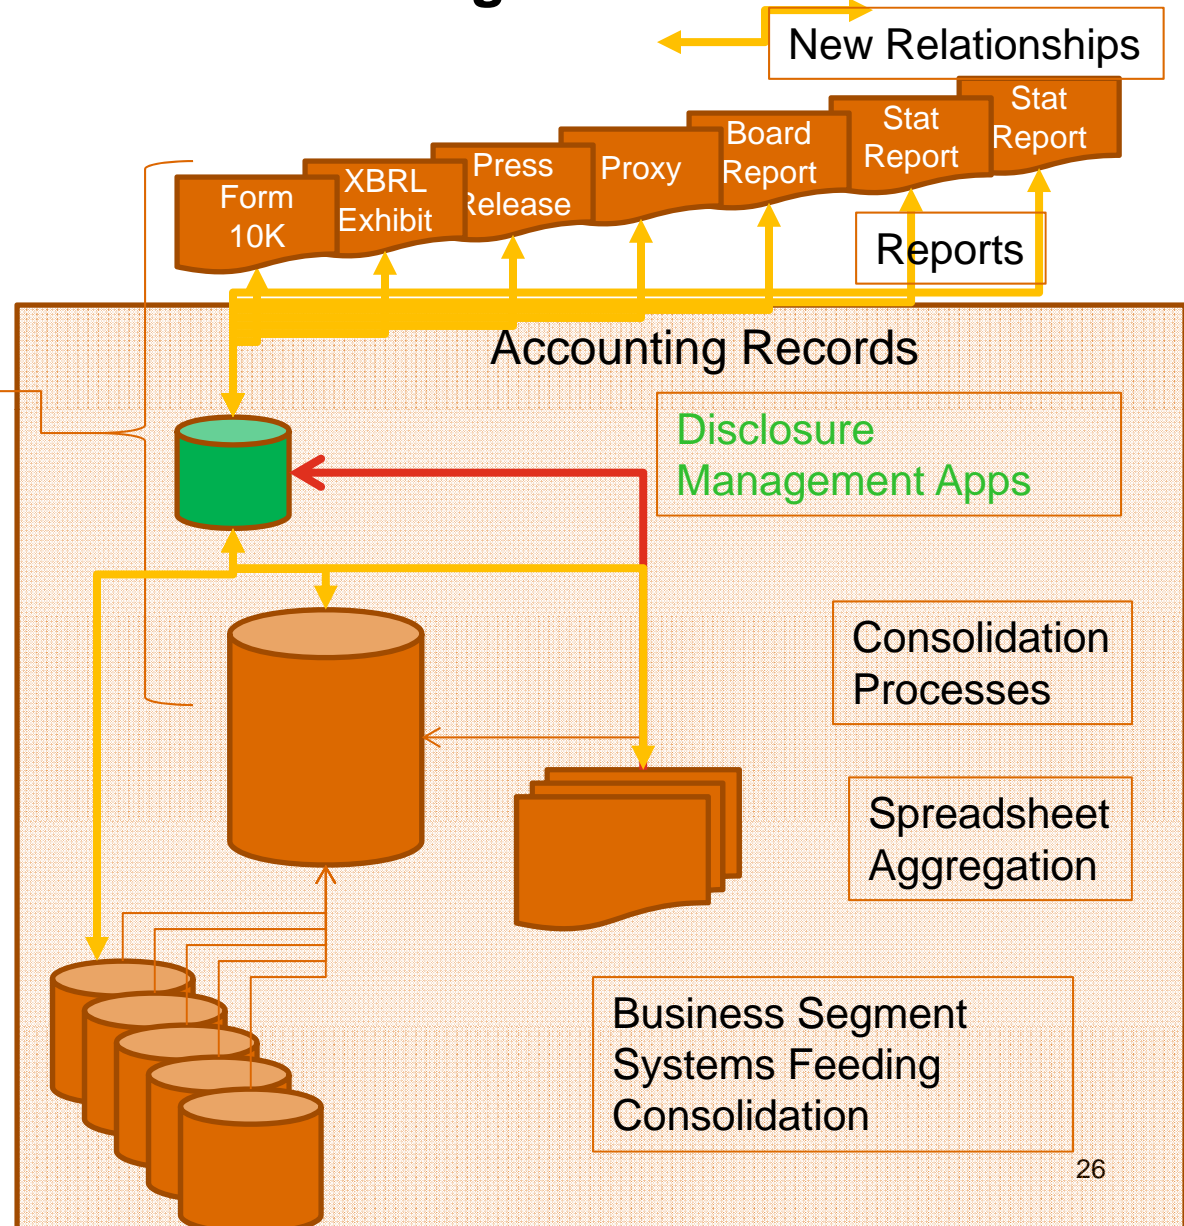 g
New Relationships
Stat
Report
Stat
Report
Board
Report
Proxy
Press
Release
XBRL
Exhibit
Form
10K
Reports
Accounting Records
Disclosure
Management Apps
Consolidation
Processes
Spreadsheet
Aggregation
Business Segment
Systems Feeding
Consolidation
26